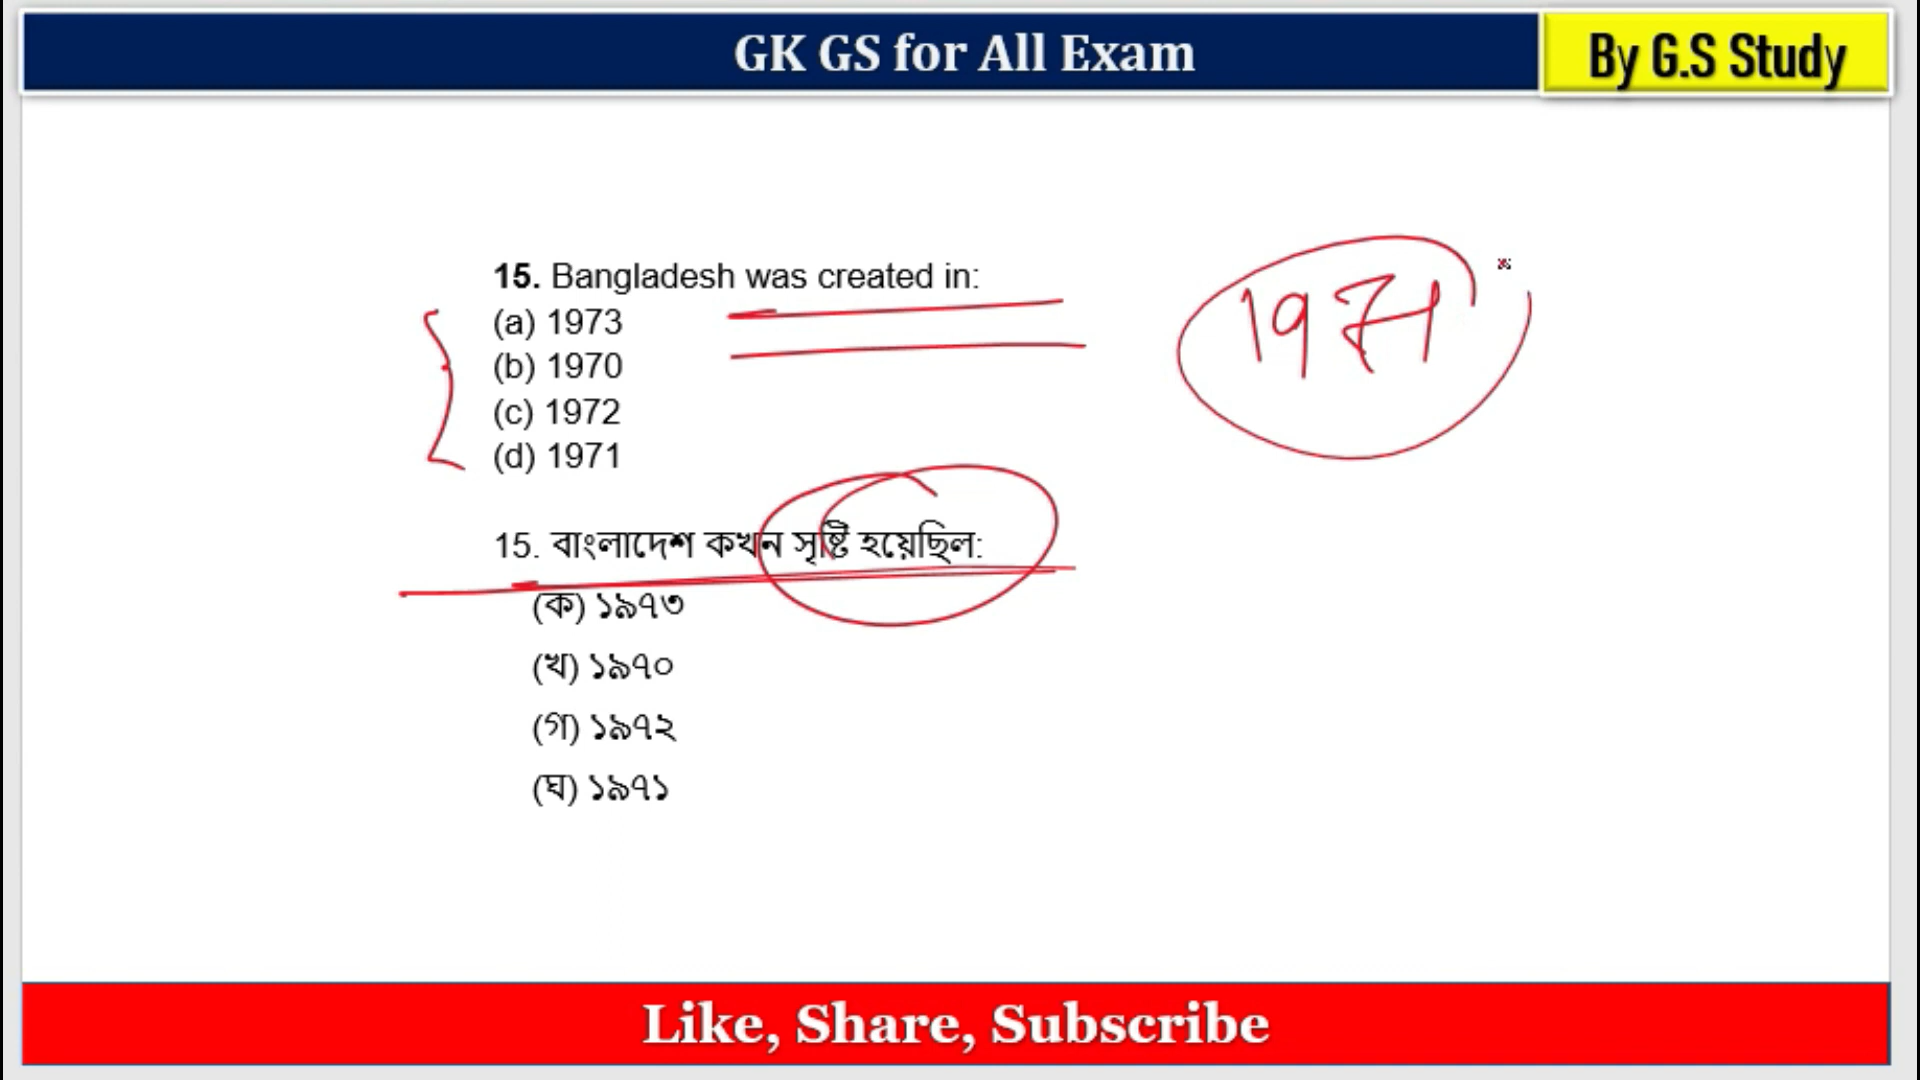 GK GS for All Exam
By G.S Study
15. Bangladesh was created in:
(a) 1973
(b) 1970
(c) 1972
(d) 1971
1971
15. বাংলাদেশ কখন সৃষ্টি হয়েছিল:
(ক) ১৯৭৩
(খ) ১৯৭০
(গ) ১৯৭২
(ঘ) ১৯৭১
Like, Share, Subscribe